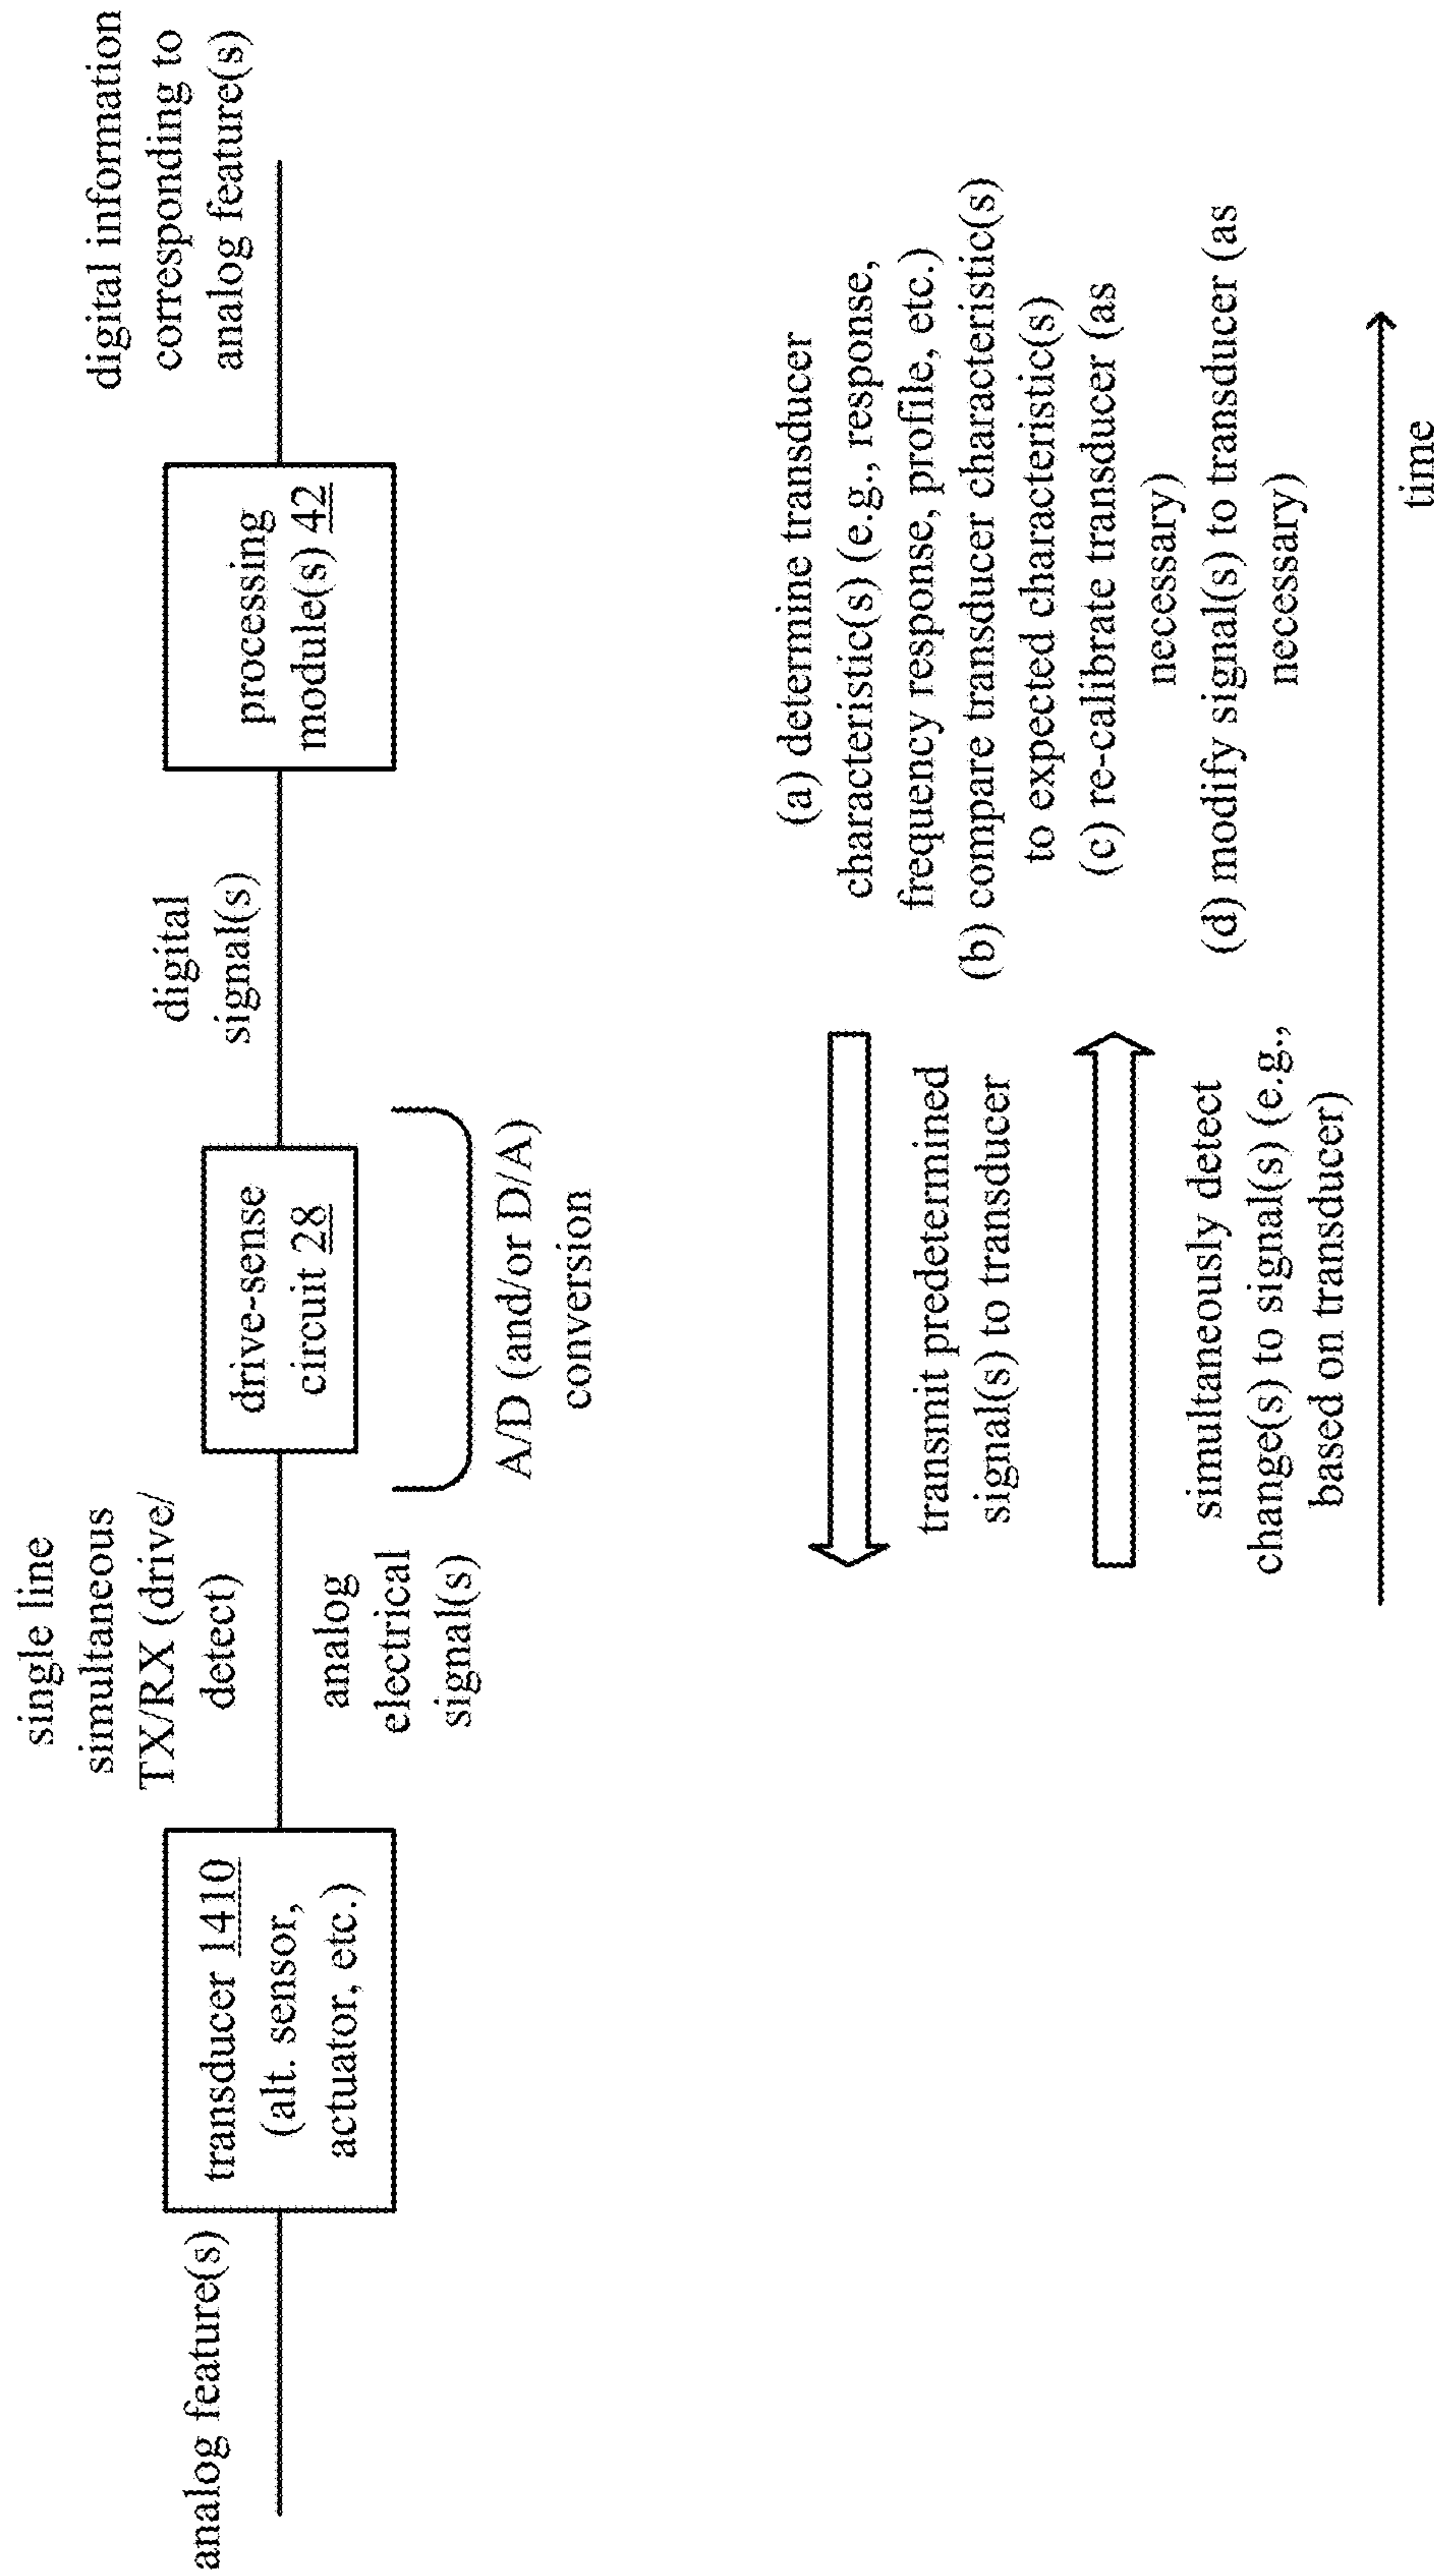 analog feature(s)
transducer 1410
(alt. sensor,
actuator, etc.)
single line
simultaneous
TX/RX (drive/
detect)
analog
electrical
signal(s)
drive-sense
circuit 28
A/D (and/or D/A)
conversion
digital
signal(s)
processing
module(s) 42
digital information
corresponding to
analog feature(s)
transmit predetermined
signal(s) to transducer
simultaneously detect
change(s) to signal(s) (e.g.,
based on transducer)
(a) determine transducer
characteristic(s) (e.g., response,
frequency response, profile, etc.)
(b) compare transducer characteristic(s)
to expected characteristic(s)
(c) re-calibrate transducer (as
necessary)
(d) modify signal(s) to transducer (as
necessary)
time